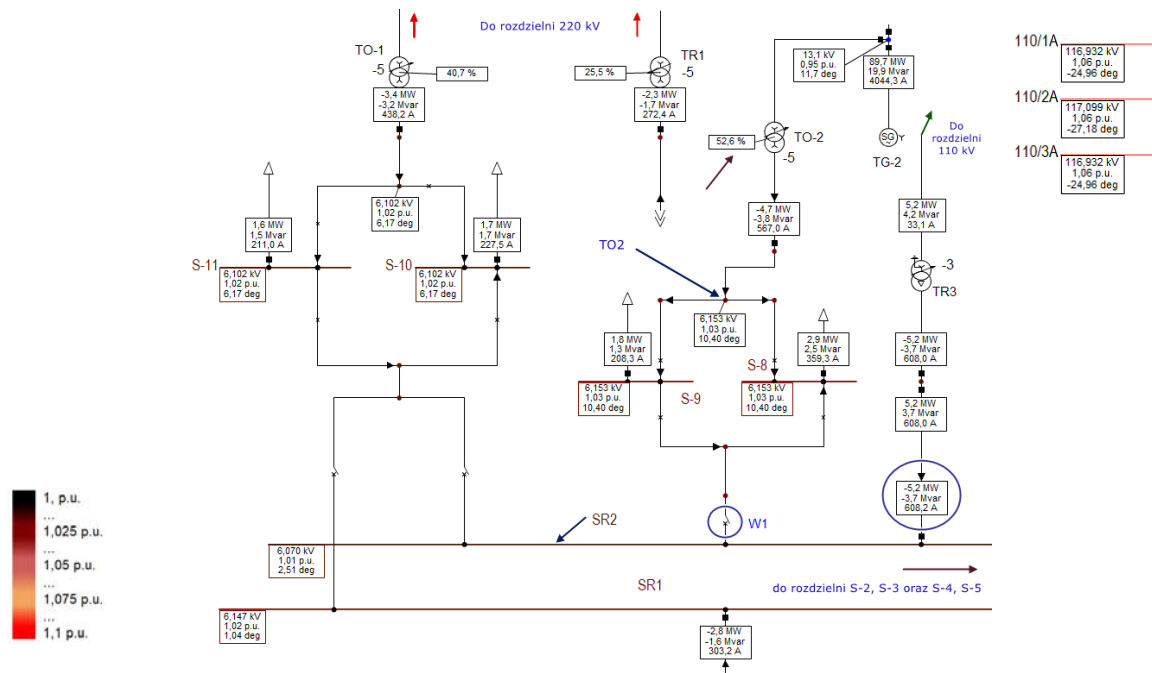 Do rozdzielni 220 kV
TO-1
-5
40,7 %
-3,4 MW
-3,2 Mvar
438,2 A
TR1
-5
25,5 %
-2,3 MW
-1,7 Mvar
272,4 A
13,1 kV
0,95 p.u.
11,7 deg
89,7 MW
19,9 Mvar
4044,3 A
SG
TG-2
TO-2
-5
52,6 %
Do
rozdzielni
110 kV
110/1A
116,932 kV
1,06 p.u.
-24,96 deg
110/2A
117,099 kV
1,06 p.u.
-27,18 deg
110/3A
116,932 kV
1,06 p.u.
-24,96 deg
6,102 kV
1,02 p.u.
6,17 deg
1,6 MW
1,5 Mvar
211,0 A
1,7 MW
1,7 Mvar
227,5 A
S-11
6,102 kV
1,02 p.u.
6,17 deg
S-10
6,102 kV
1,02 p.u.
6,17 deg
-4,7 MW
-3,8 Mvar
567,0 A
TO2
5,2 MW
4,2 Mvar
33,1 A
-3
TR3
6,153 kV
1,03 p.u.
10,40 deg
1,8 MW
1,3 Mvar
208,3 A
2,9 MW
2,5 Mvar
359,3 A
-5,2 MW
-3,7 Mvar
608,0 A
6,153 kV
1,03 p.u.
10,40 deg
S-9
S-8
6,153 kV
1,03 p.u.
10,40 deg
5,2 MW
3,7 Mvar
608,0 A
-5,2 MW
-3,7 Mvar
608,2 A
W1
SR2
6,070 kV
1,01 p.u.
2,51 deg
SR1
do rozdzielni S-2, S-3 oraz S-4, S-5
6,147 kV
1,02 p.u.
1,04 deg
-2,8 MW
-1,6 Mvar
303,2 A
1, p.u.
...
1,025 p.u.
...
1,05 p.u.
...
1,075 p.u.
...
1,1 p.u.